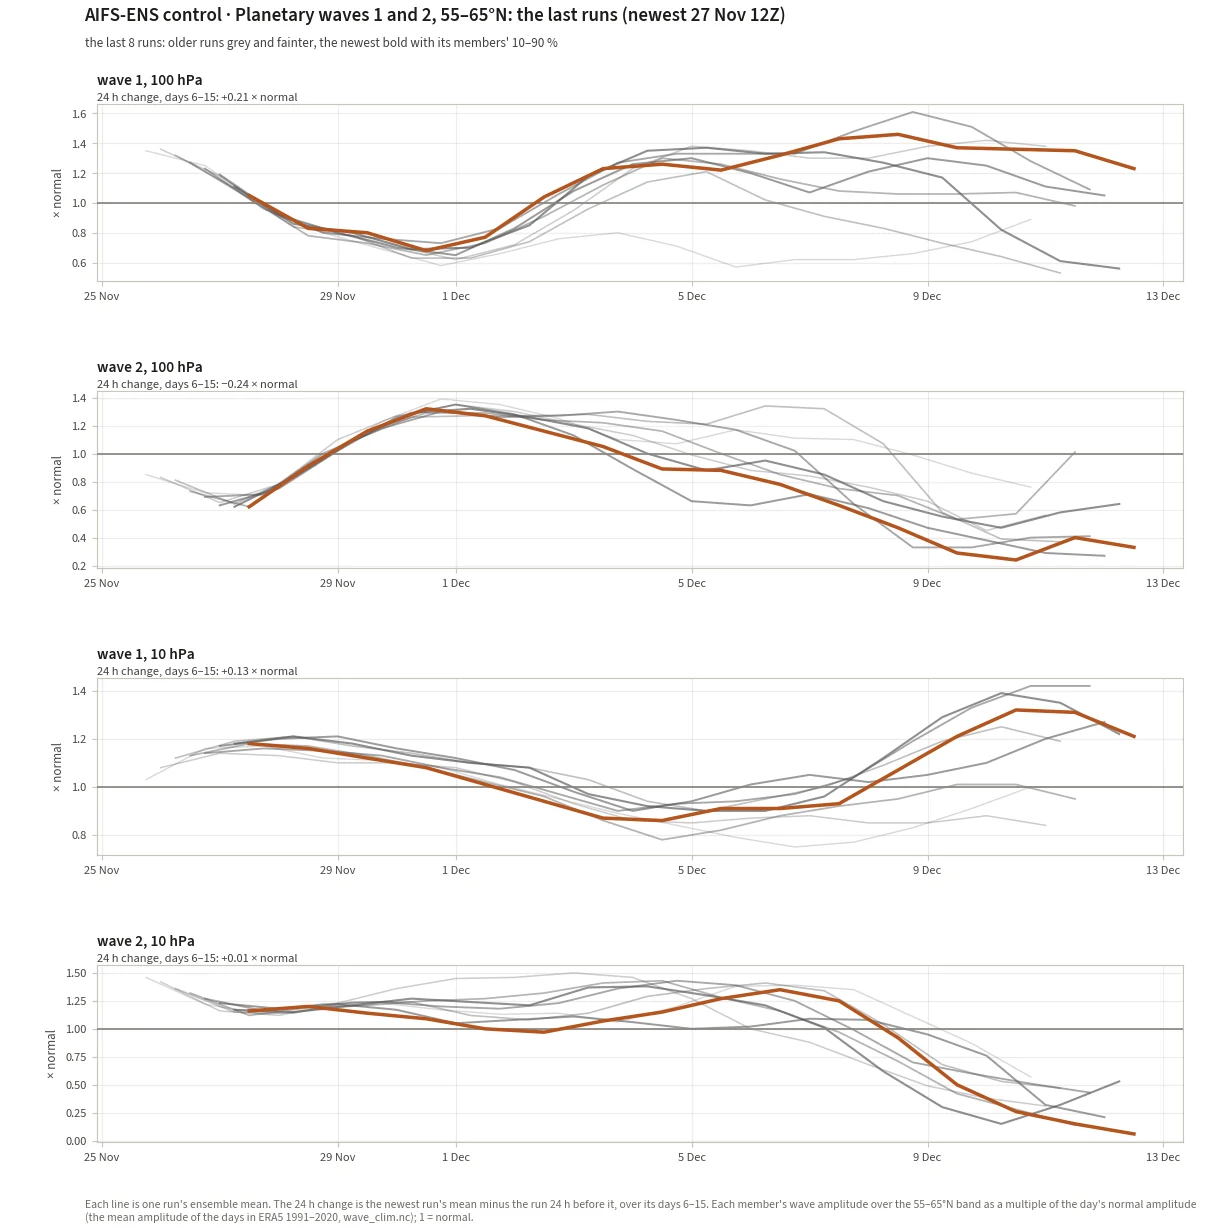 AIFS-ENS control · Planetary waves 1 and 2, 55–65°N: the last runs (newest 27 Nov 12Z)
the last 8 runs: older runs grey and fainter, the newest bold with its members' 10–90 %
wave 1, 100 hPa
24 h change, days 6–15: +0.21 × normal
1.6
1.4
1.2
1.0
0.8
0.6
× normal
25 Nov 29 Nov 1 Dec 5 Dec 9 Dec 13 Dec
wave 2, 100 hPa
24 h change, days 6–15: −0.24 × normal
1.4
1.2
1.0
0.8
0.6
0.4
0.2
× normal
25 Nov 29 Nov 1 Dec 5 Dec 9 Dec 13 Dec
wave 1, 10 hPa
24 h change, days 6–15: +0.13 × normal
1.4
1.2
1.0
0.8
× normal
25 Nov 29 Nov 1 Dec 5 Dec 9 Dec 13 Dec
wave 2, 10 hPa
24 h change, days 6–15: +0.01 × normal
1.50
1.25
1.00
0.75
0.50
0.25
0.00
× normal
25 Nov 29 Nov 1 Dec 5 Dec 9 Dec 13 Dec
Each line is one run's ensemble mean. The 24 h change is the newest run's mean minus the run 24 h before it, over its days 6–15. Each member's wave amplitude over the 55–65°N band as a multiple of the day's normal amplitude
(the mean amplitude of the days in ERA5 1991–2020, wave_clim.nc); 1 = normal.